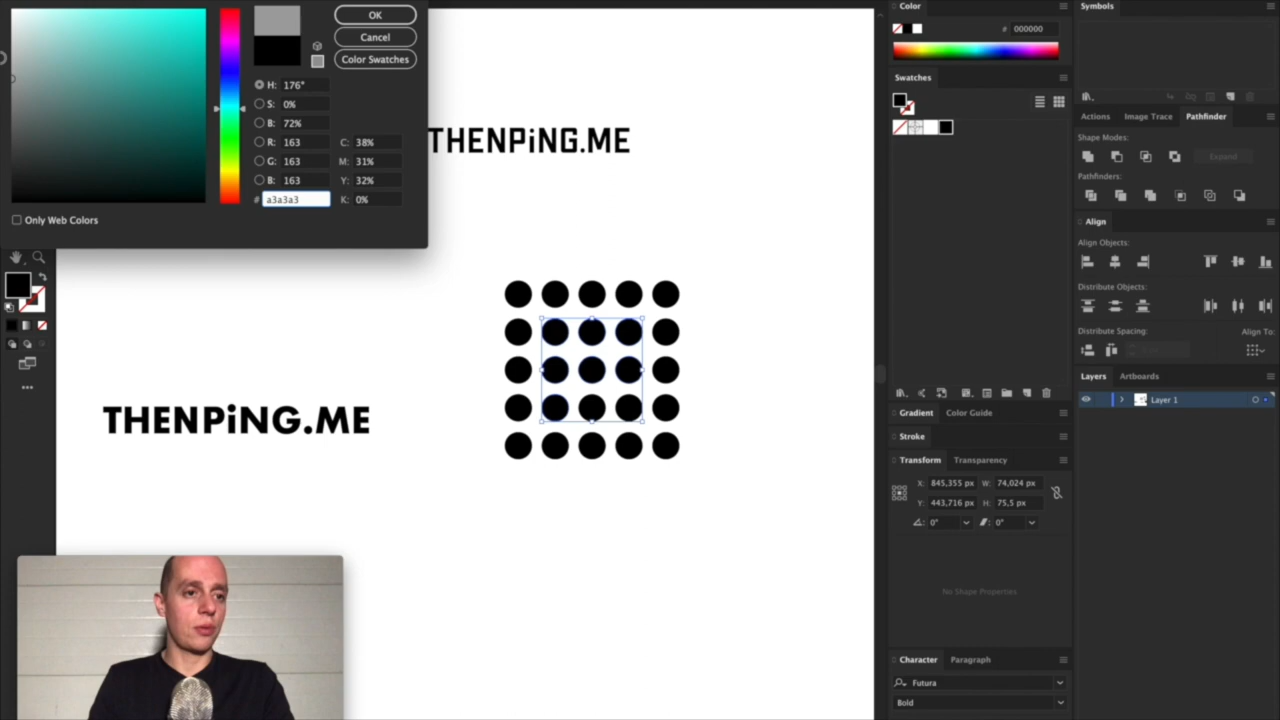 OK
Cancel
Color Swatches
H: 176°
S: 0%
B: 72%
R: 163
C: 38%
G: 163
M: 31%
B: 163
Y: 32%
# a3a3a3
K: 0%
Only Web Colors
THENPiNG.ME
THENPiNG.ME
Color
# 000000
Swatches
Gradient
Color Guide
Stroke
Transform
Transparency
X: 845,355 px
W: 74,024 px
Y: 443,716 px
H: 75,5 px
0°
0°
No Shape Properties
Character
Paragraph
Futura
Bold
Symbols
Actions
Image Trace
Pathfinder
Shape Modes:
Expand
Pathfinders:
Align
Align Objects:
Distribute Objects:
Distribute Spacing:
Align To:
Layers
Artboards
Layer 1